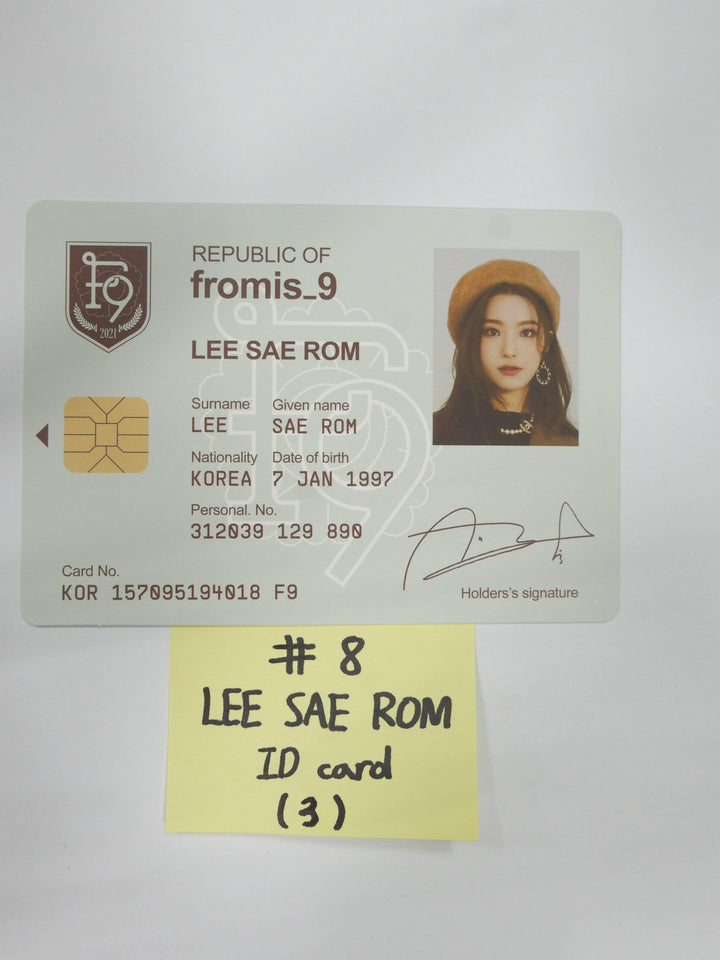 F9
2021
REPUBLIC OF
fromis_9
LEE SAE ROM
Surname Given name
LEE SAE ROM
Nationality Date of birth
KOREA 7 JAN 1997
Personal. No.
312039 129 890
Card No.
KOR 157095194018 F9
Holders's signature
# 8
LEE SAE ROM
ID card
(3)